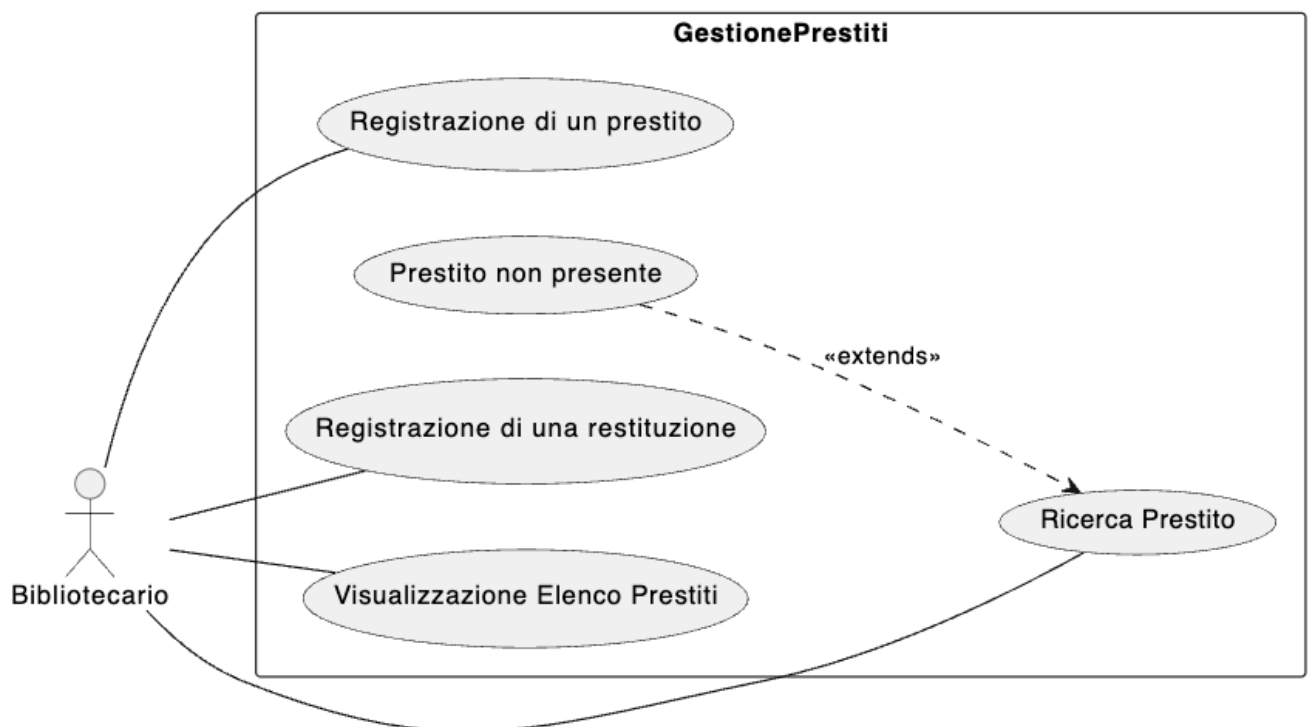 GestionePrestiti
Registrazione di un prestito
Prestito non presente
«extends»
Registrazione di una restituzione
Ricerca Prestito
Bibliotecario
Visualizzazione Elenco Prestiti